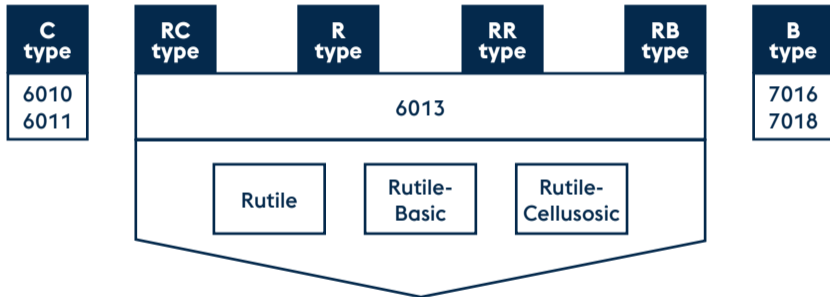 C
type
RC
type
R
type
RR
type
RB
type
B
type
6010
6011
6013
7016
7018
Rutile
Rutile-
Basic
Rutile-
Cellusosic